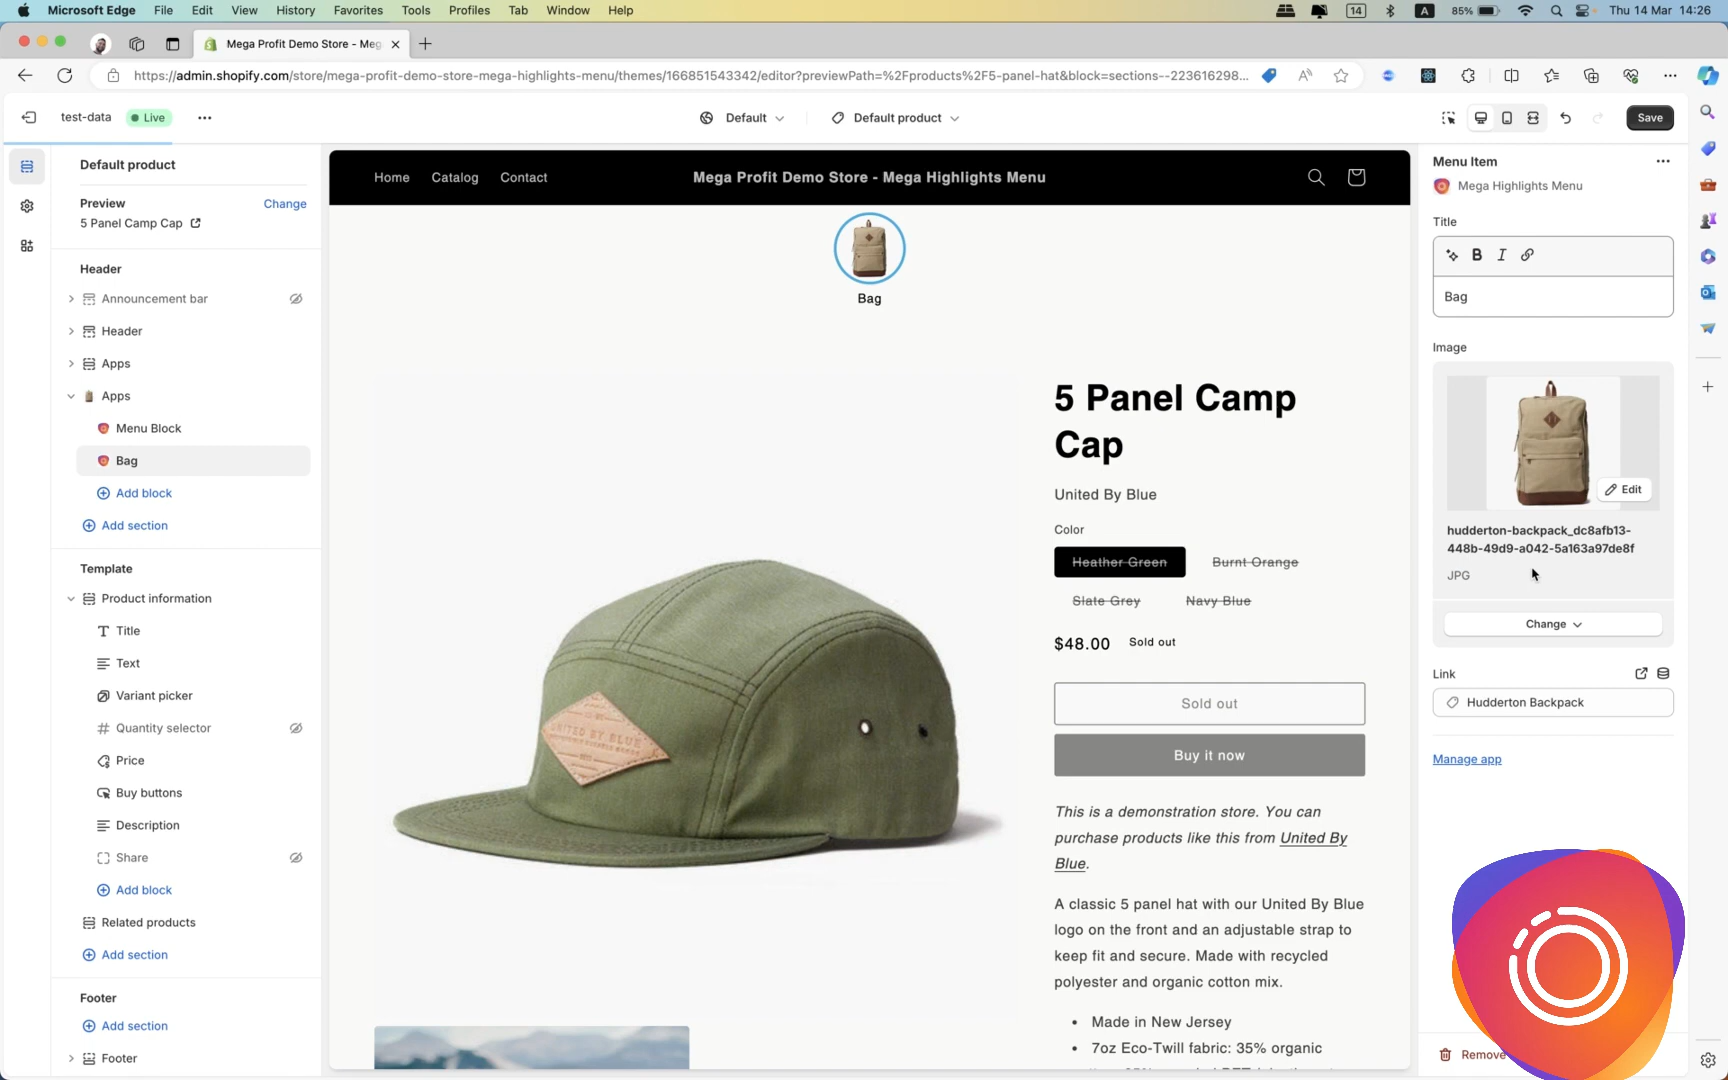 Microsoft Edge File Edit View History Favorites Tools Profiles Tab Window Help 14 A 85% Thu 14 Mar 14:26
Mega Profit Demo Store - Meg
https://admin.shopify.com/store/mega-profit-demo-store-mega-highlights-menu/themes/166851543342/editor?previewPath=%2Fproducts%2F5-panel-hat&block=sections--223616298...
test-data Live Default Default product Save
Default product
Preview Change
5 Panel Camp Cap
Header
Announcement bar
Header
Apps
Apps
Menu Block
Bag
Add block
Add section
Template
Product information
Title
Text
Variant picker
Quantity selector
Price
Buy buttons
Description
Share
Add block
Related products
Add section
Footer
Add section
Footer
Home Catalog Contact Mega Profit Demo Store - Mega Highlights Menu
Bag
UNITED BY BLUE
5 Panel Camp
Cap
United By Blue
Color
Heather Green Burnt Orange
Slate Grey Navy Blue
$48.00 Sold out
Sold out
Buy it now
This is a demonstration store. You can
purchase products like this from United By
Blue.
A classic 5 panel hat with our United By Blue
logo on the front and an adjustable strap to
keep fit and secure. Made with recycled
polyester and organic cotton mix.
• Made in New Jersey
• 7oz Eco-Twill fabric: 35% organic
Menu Item
Mega Highlights Menu
Title
B I
Bag
Image
Edit
hudderton-backpack_dc8afb13-
448b-49d9-a042-5a163a97de8f
JPG
Change
Link
Hudderton Backpack
Manage app
Remove